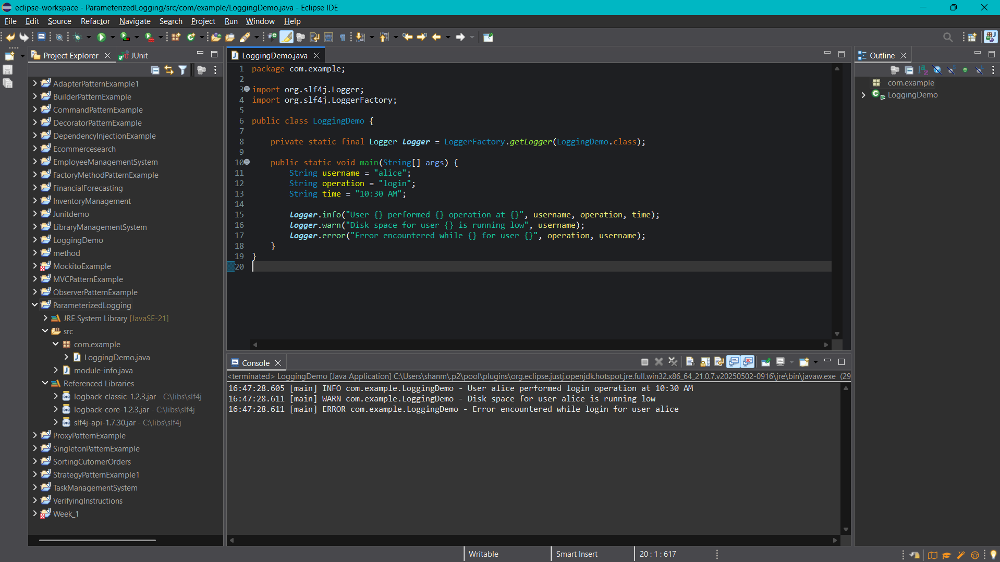 eclipse-workspace - ParameterizedLogging/src/com/example/LoggingDemo.java - Eclipse IDE
File Edit Source Refactor Navigate Search Project Run Window Help
Project Explorer JUnit
AdapterPatternExample1
BuilderPatternExample
CommandPatternExample
DecoratorPatternExample
DependencyInjectionExample
Ecommercesearch
EmployeeManagementSystem
FactoryMethodPatternExample
FinancialForecasting
InventoryManagement
Junitdemo
LibraryManagementSystem
LoggingDemo
method
MockitoExample
MVCPatternExample
ObserverPatternExample
ParameterizedLogging
JRE System Library [JavaSE-21]
src
com.example
LoggingDemo.java
module-info.java
Referenced Libraries
logback-classic-1.2.3.jar - C:\libs\slf4j
logback-core-1.2.3.jar - C:\libs\slf4j
slf4j-api-1.7.30.jar - C:\libs\slf4j
ProxyPatternExample
SingletonPatternExample
SortingCutomerOrders
StrategyPatternExample1
TaskManagementSystem
VerifyingInstructions
Week_1
LoggingDemo.java
1 package com.example;
2
3 import org.slf4j.Logger;
4 import org.slf4j.LoggerFactory;
5
6 public class LoggingDemo {
7
8 private static final Logger logger = LoggerFactory.getLogger(LoggingDemo.class);
9
10 public static void main(String[] args) {
11 String username = "alice";
12 String operation = "login";
13 String time = "10:30 AM";
14
15 logger.info("User {} performed {} operation at {}", username, operation, time);
16 logger.warn("Disk space for user {} is running low", username);
17 logger.error("Error encountered while {} for user {}", operation, username);
18 }
19 }
20
Console
<terminated> LoggingDemo [Java Application] C:\Users\shanm\.p2\pool\plugins\org.eclipse.justj.openjdk.hotspot.jre.full.win32.x86_64_21.0.7.v20250502-0916\jre\bin\javaw.exe (29
16:47:28.605 [main] INFO com.example.LoggingDemo - User alice performed login operation at 10:30 AM
16:47:28.611 [main] WARN com.example.LoggingDemo - Disk space for user alice is running low
16:47:28.611 [main] ERROR com.example.LoggingDemo - Error encountered while login for user alice
Outline
com.example
LoggingDemo
Writable Smart Insert 20 : 1 : 617